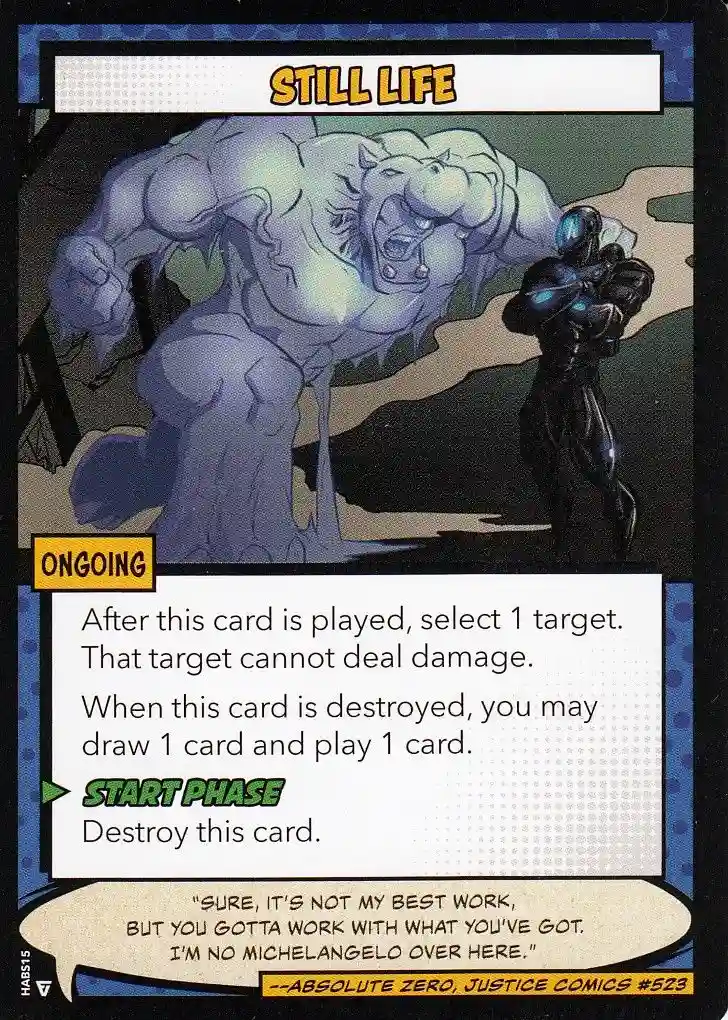 STILL LIFE
ONGOING
After this card is played, select 1 target.
That target cannot deal damage.
When this card is destroyed, you may
draw 1 card and play 1 card.
START PHASE
Destroy this card.
"SURE, IT'S NOT MY BEST WORK,
BUT YOU GOTTA WORK WITH WHAT YOU'VE GOT.
I'M NO MICHELANGELO OVER HERE."
--ABSOLUTE ZERO, JUSTICE COMICS #523
HABS15